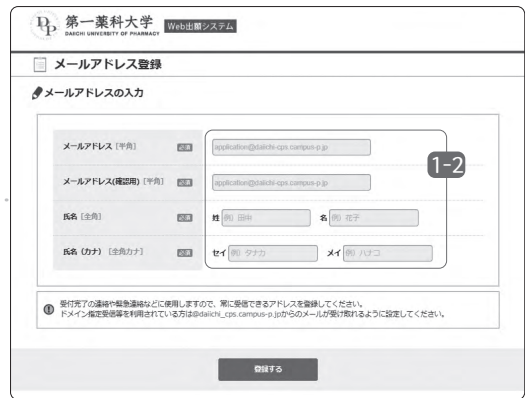 第一薬科大学 Web出願システム
DAIICHI UNIVERSITY OF PHARMACY
メールアドレス登録
メールアドレスの入力
メールアドレス [半角] 必須 application@daiichi-cps.campus-p.jp
1-2
メールアドレス(確認用) [半角] 必須 application@daiichi-cps.campus-p.jp
氏名 [全角] 必須 姓 例) 田中 名 例) 花子
氏名 (カナ) [全角カナ] 必須 セイ 例) タナカ メイ 例) ハナコ
受付完了の連絡や緊急連絡などに使用しますので、常に受信できるアドレスを登録してください。
ドメイン指定受信等を利用されている方は@daiichi_cps.campus-p.jpからのメールが受け取れるように設定してください。
登録する